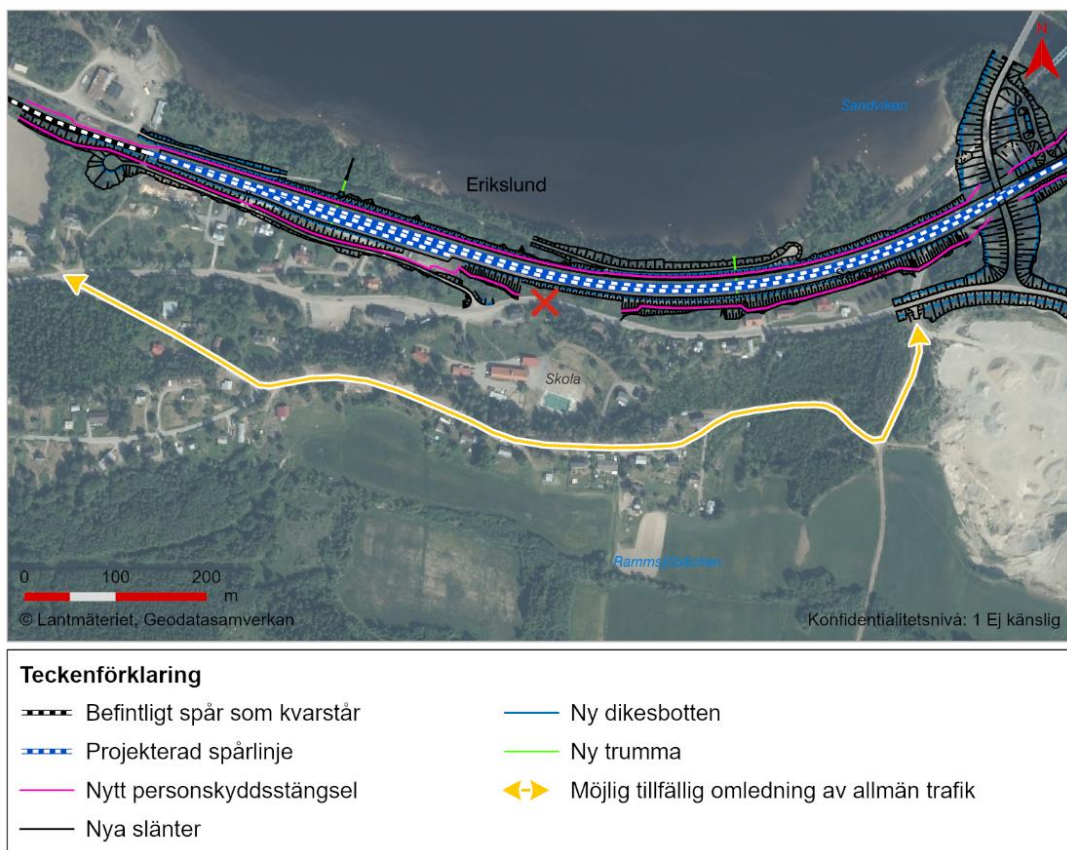 N
Sandviken
Erikslund
Skola
0 100 200
m
© Lantmäteriet, Geodatasamverkan
Konfidentialitetsnivå: 1 Ej känslig
Teckenförklaring
Befintligt spår som kvarstår
Projekterad spårlinje
Nytt personskyddsstängsel
Nya slänter
Ny dikesbotten
Ny trumma
Möjlig tillfällig omledning av allmän trafik